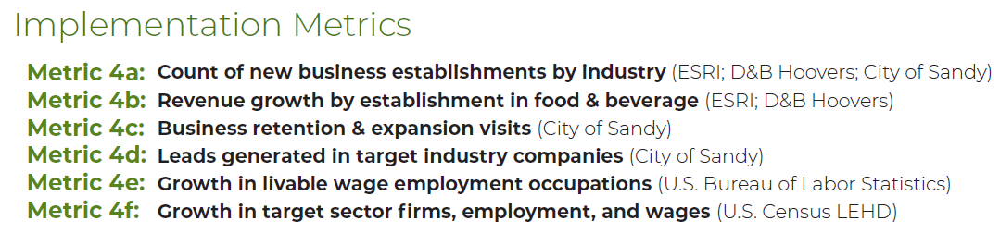 Implementation Metrics
Metric 4a: Count of new business establishments by industry (ESRI; D&B Hoovers; City of Sandy)
Metric 4b: Revenue growth by establishment in food & beverage (ESRI; D&B Hoovers)
Metric 4c: Business retention & expansion visits (City of Sandy)
Metric 4d: Leads generated in target industry companies (City of Sandy)
Metric 4e: Growth in livable wage employment occupations (U.S. Bureau of Labor Statistics)
Metric 4f: Growth in target sector firms, employment, and wages (U.S. Census LEHD)